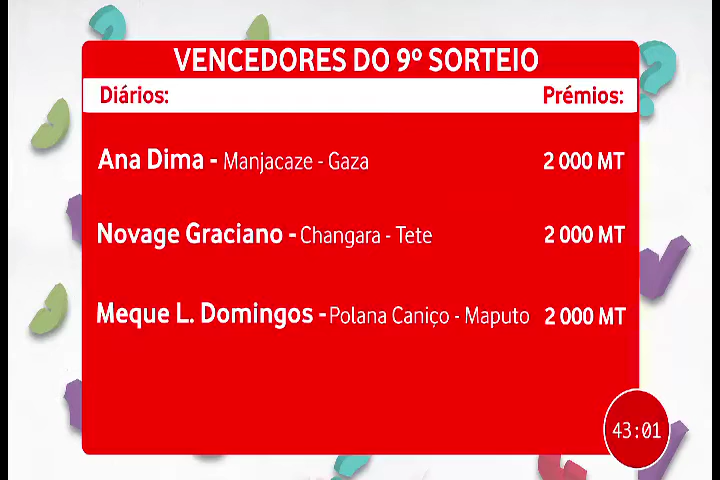 VENCEDORES DO 9º SORTEIO
Diários: Prémios:
Ana Dima - Manjacaze - Gaza 2 000 MT
Novage Graciano - Changara - Tete 2 000 MT
Meque L. Domingos - Polana Caniço - Maputo 2 000 MT
43:01